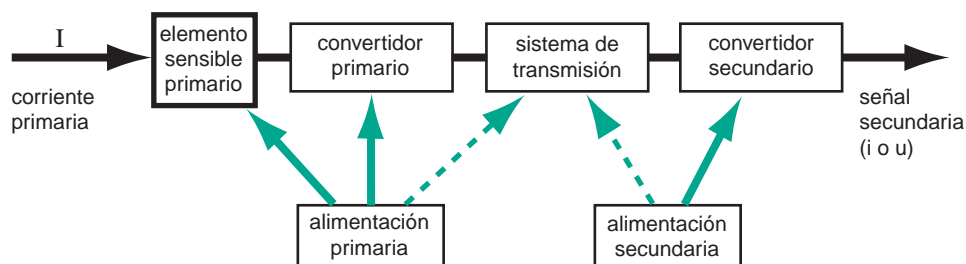 I
corriente
primaria
elemento
sensible
primario
convertidor
primario
sistema de
transmisión
convertidor
secundario
señal
secundaria
(i o u)
alimentación
primaria
alimentación
secundaria